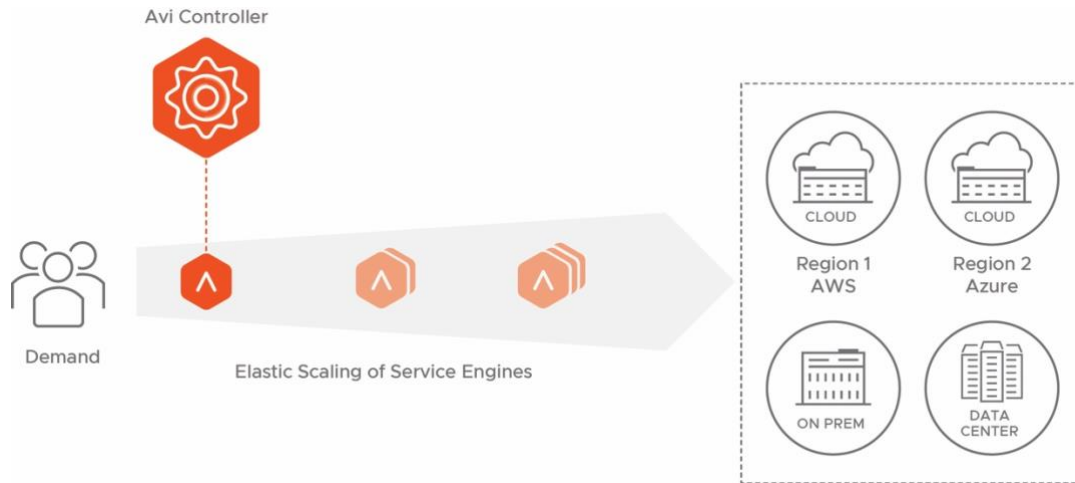 Avi Controller
Demand
Elastic Scaling of Service Engines
CLOUD
Region 1
AWS
CLOUD
Region 2
Azure
ON PREM
DATA
CENTER